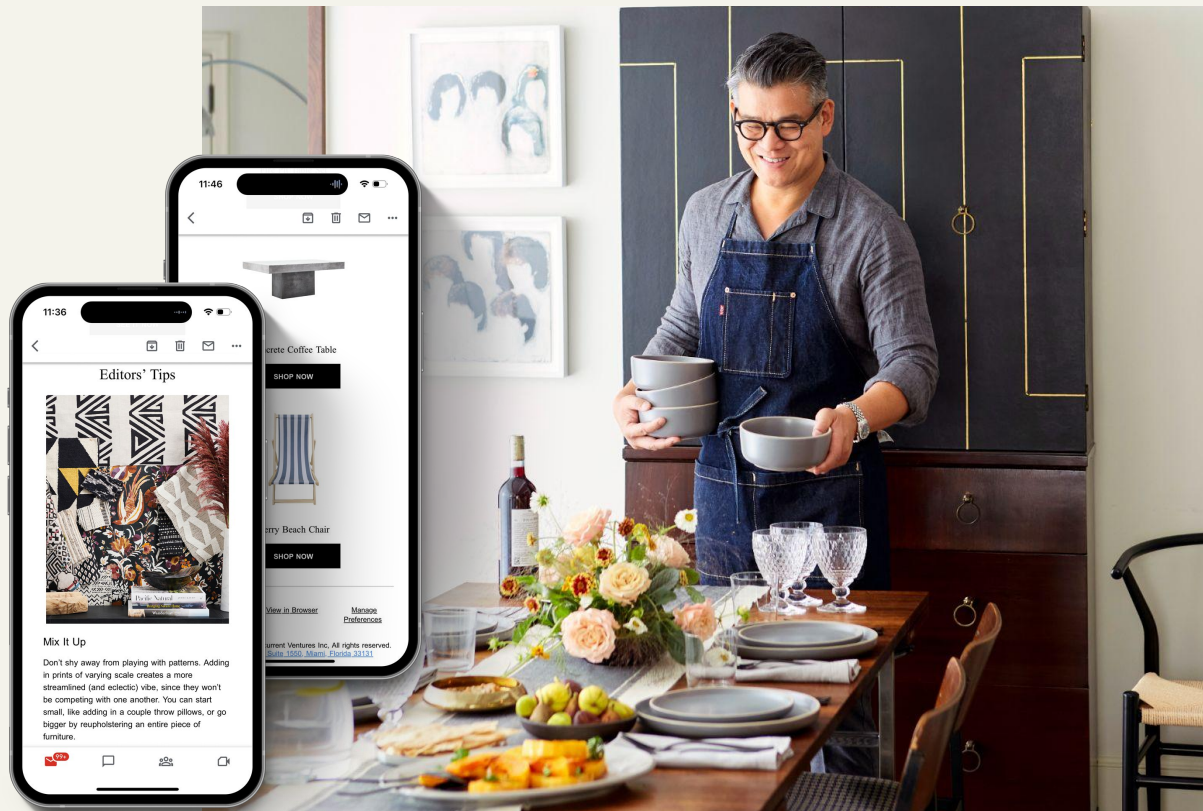 11:46
11:36
Editors’ Tips
Pacific Natural
Mix It Up
Don’t shy away from playing with patterns. Adding
in prints of varying scale creates a more
streamlined (and eclectic) vibe, since they won’t
be competing with one another. You can start
small, like adding in a couple throw pillows, or go
bigger by reupholstering an entire piece of
furniture.
99+
Coffee Table
SHOP NOW
Beach Chair
SHOP NOW
View in Browser
Manage
Preferences
Ventures Inc, All rights reserved.
Suite 1550, Miami, Florida 33131